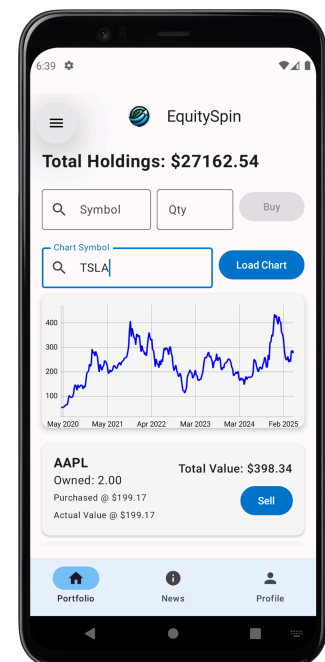 6:39
EquitySpin
Total Holdings: $27162.54
Symbol Qty Buy
Chart Symbol
TSLA Load Chart
400
300
200
100
May 2020 May 2021 Apr 2022 Mar 2023 Mar 2024 Feb 2025
AAPL
Total Value: $398.34
Owned: 2.00
Purchased @ $199.17
Sell
Actual Value @ $199.17
Portfolio News Profile